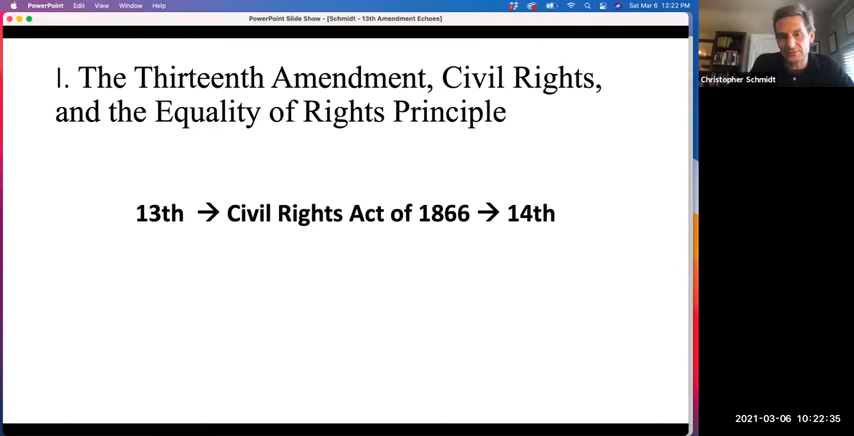 PowerPoint File Edit View Window Help
Sat Mar 6 12:22 PM
PowerPoint Slide Show - [Schmidt - 13th Amendment Echoes]
I. The Thirteenth Amendment, Civil Rights,
and the Equality of Rights Principle
13th → Civil Rights Act of 1866 → 14th
Christopher Schmidt
2021-03-06 10:22:35